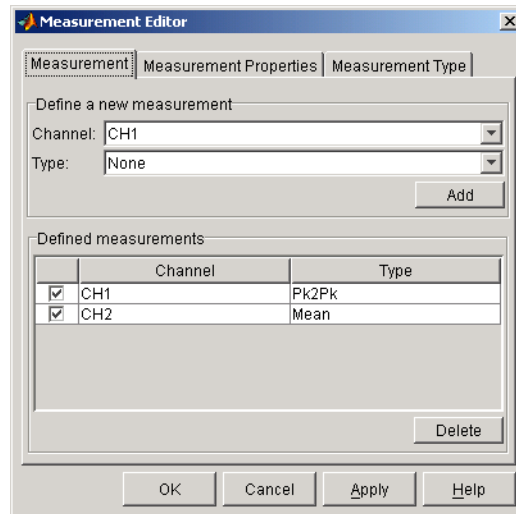 Measurement Editor
Measurement Measurement Properties Measurement Type
Define a new measurement
Channel: CH1
Type: None
Add
Defined measurements
Channel Type
CH1 Pk2Pk
CH2 Mean
Delete
OK Cancel Apply Help